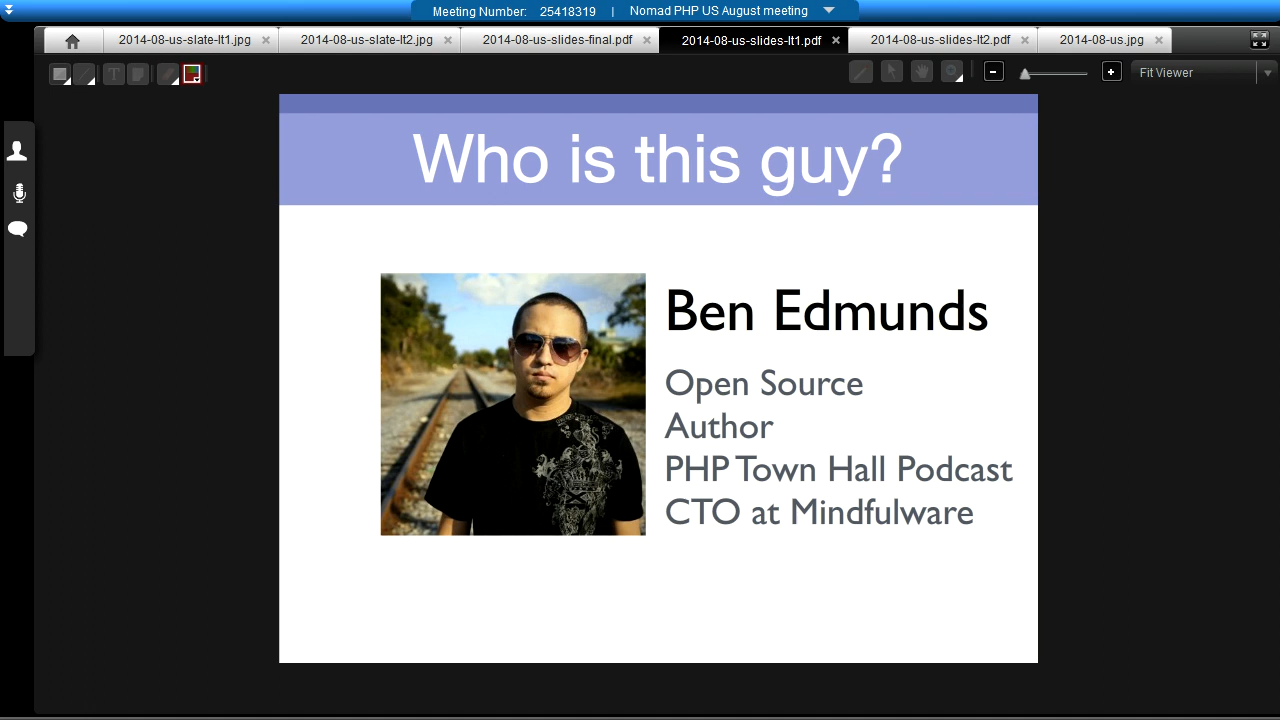 Meeting Number: 25418319 | Nomad PHP US August meeting
2014-08-us-slate-lt1.jpg 2014-08-us-slate-lt2.jpg 2014-08-us-slides-final.pdf 2014-08-us-slides-lt1.pdf 2014-08-us-slides-lt2.pdf 2014-08-us.jpg
T
Fit Viewer
Who is this guy?
Ben Edmunds
Open Source
Author
PHP Town Hall Podcast
CTO at Mindfulware